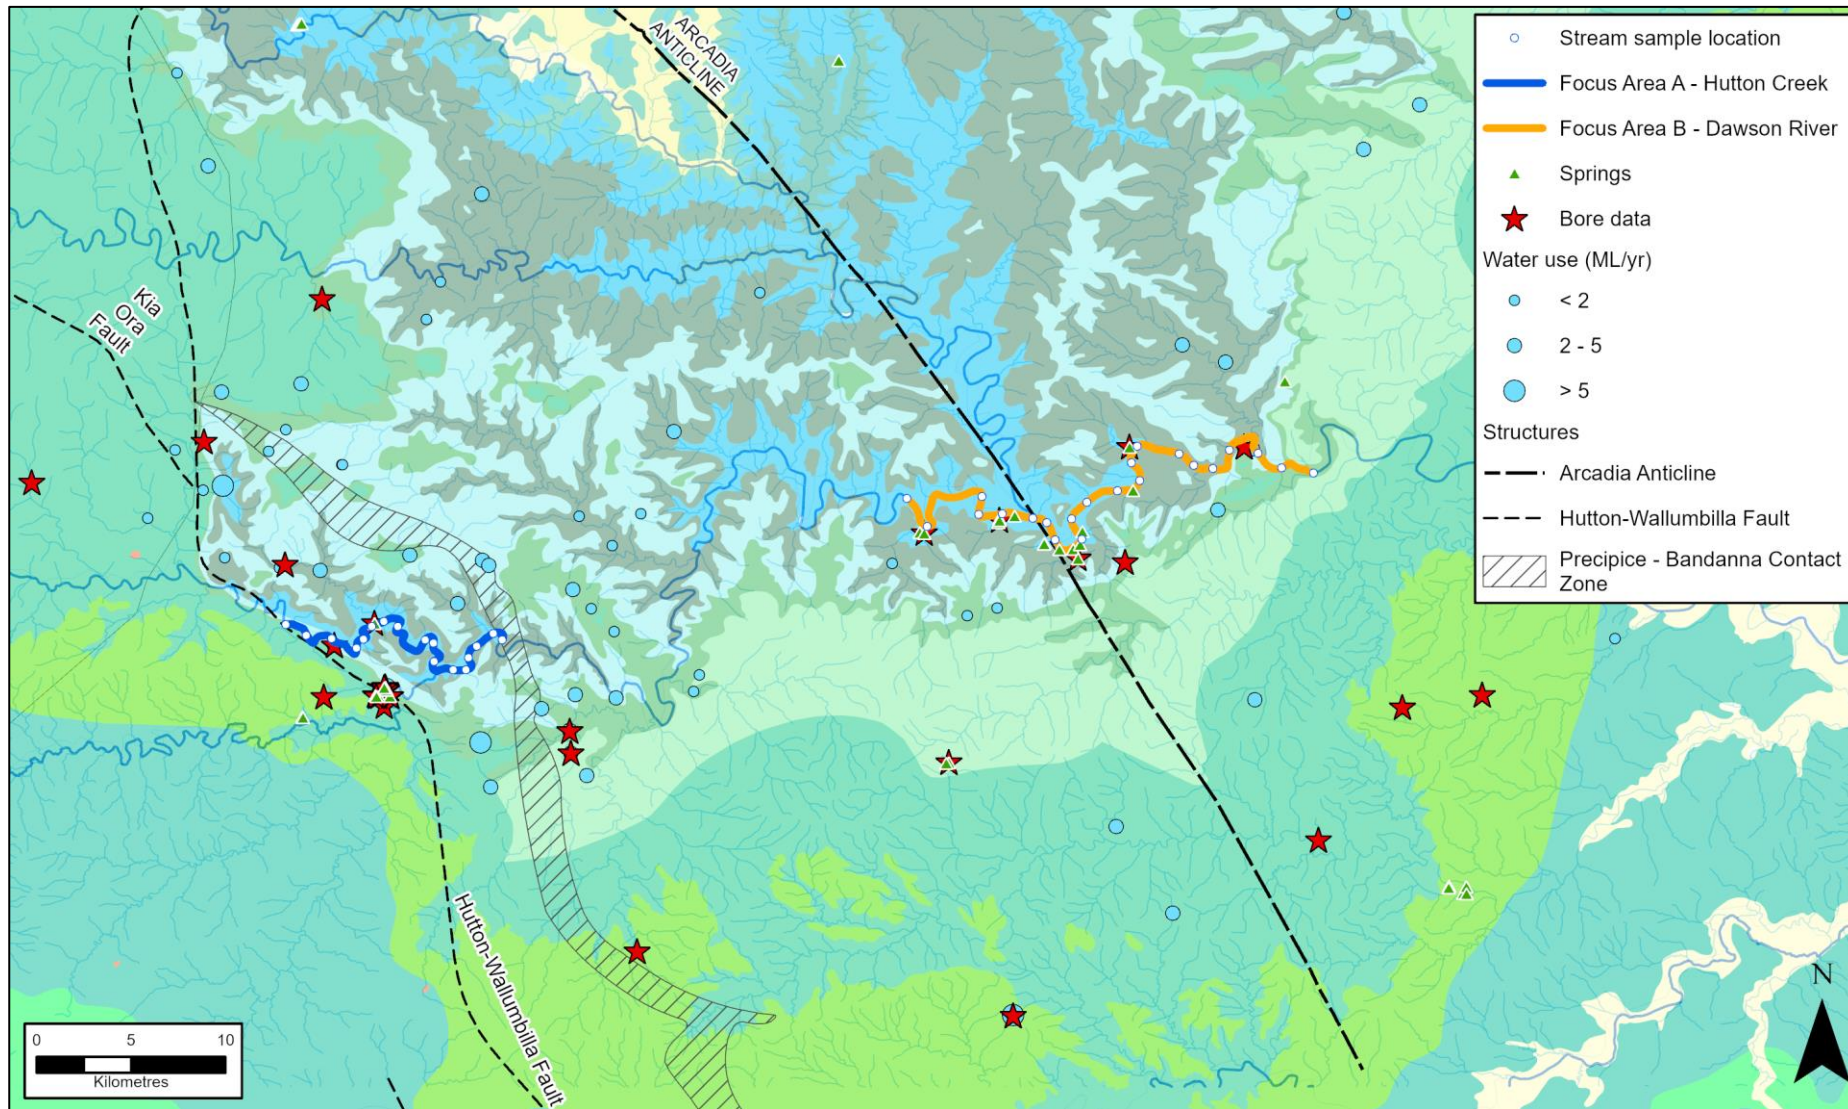 ARCADIA
ANTICLINE
Kia
Ora
Fault
Hutton-Wallumbilla Fault
Stream sample location
Focus Area A - Hutton Creek
Focus Area B - Dawson River
Springs
Bore data
Water use (ML/yr)
< 2
2 - 5
> 5
Structures
Arcadia Anticline
Hutton-Wallumbilla Fault
Precipice - Bandanna Contact
Zone
N
0 5 10
Kilometres